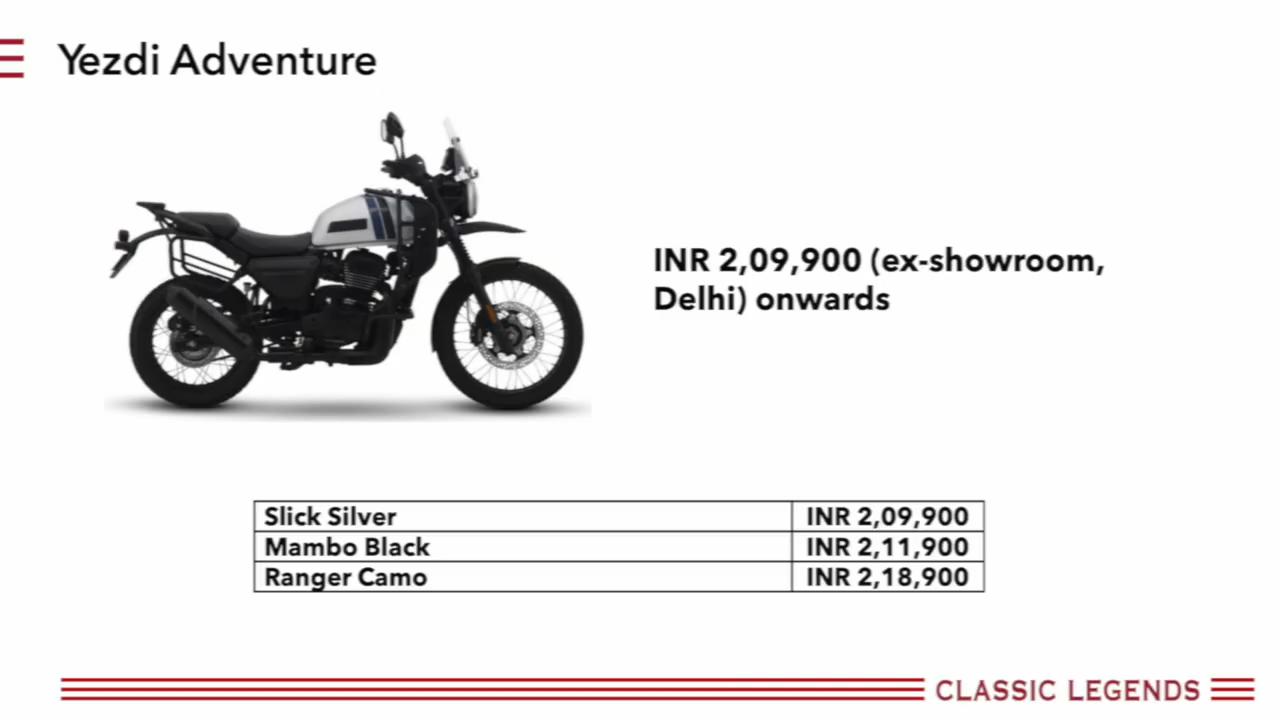 Yezdi Adventure
INR 2,09,900 (ex-showroom,
Delhi) onwards
Slick Silver INR 2,09,900
Mambo Black INR 2,11,900
Ranger Camo INR 2,18,900
CLASSIC LEGENDS